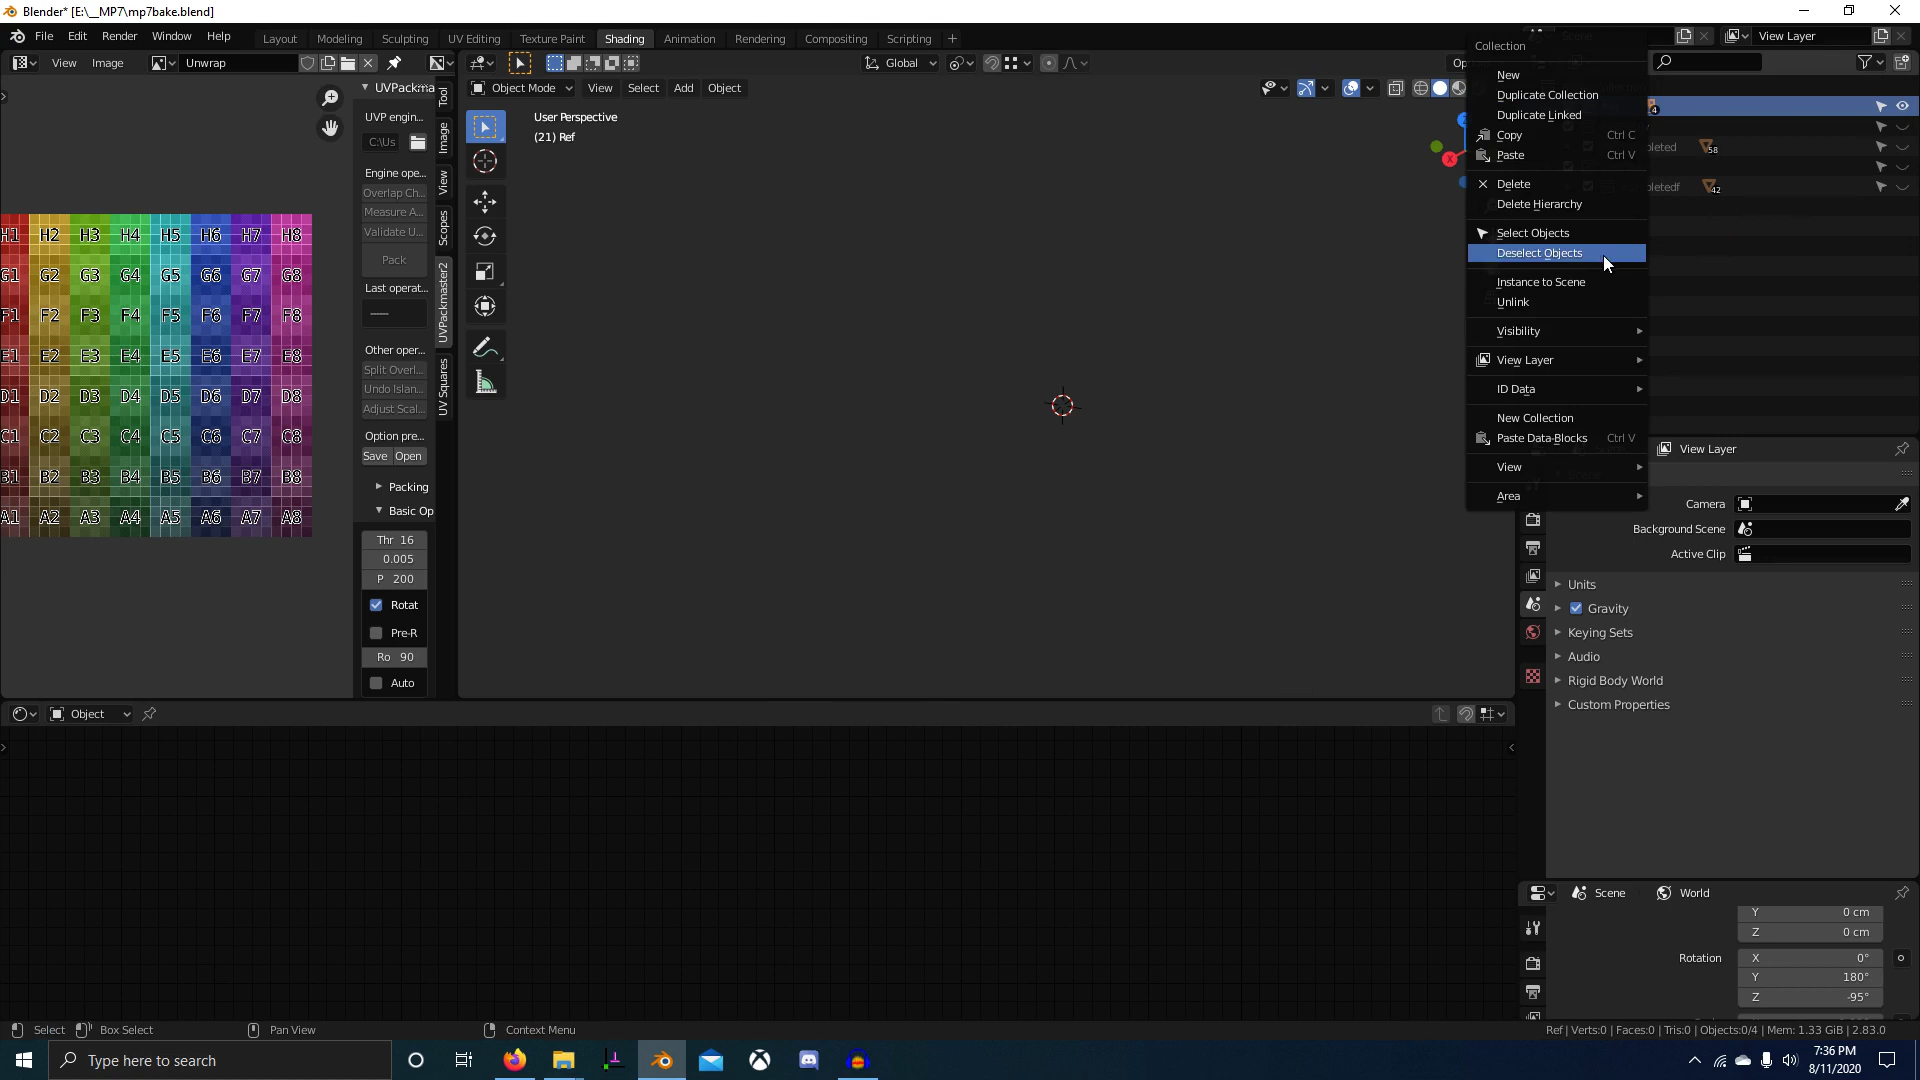 Blender* [E:\__MP7\mp7bake.blend]
File Edit Render Window Help
Layout Modeling Sculpting UV Editing Texture Paint Shading Animation Rendering Compositing Scripting +
View Layer
View Image Unwrap
Global
Object Mode View Select Add Object
UVPackma
UVP engin...
C:\Us
Engine ope...
Overlap Ch...
Measure A...
Validate U...
Pack
Last operat...
Other oper...
Split Overl...
Undo Islan...
Adjust Scal...
Option pre...
Save Open
Packing
Basic Op
Thr 16
0.005
P 200
Rotat
Pre-R
Ro 90
Auto
Tool
Image
View
Scopes
UVPackmaster2
UV Squares
User Perspective
(21) Ref
H1 H2 H3 H4 H5 H6 H7 H8
G1 G2 G3 G4 G5 G6 G7 G8
F1 F2 F3 F4 F5 F6 F7 F8
E1 E2 E3 E4 E5 E6 E7 E8
D1 D2 D3 D4 D5 D6 D7 D8
C1 C2 C3 C4 C5 C6 C7 C8
B1 B2 B3 B4 B5 B6 B7 B8
A1 A2 A3 A4 A5 A6 A7 A8
X
Collection
New
Duplicate Collection
Duplicate Linked
Copy Ctrl C
Paste Ctrl V
Delete
Delete Hierarchy
Select Objects
Deselect Objects
Instance to Scene
Unlink
Visibility
View Layer
ID Data
New Collection
Paste Data-Blocks Ctrl V
View
Area
4
58
42
View Layer
Camera
Background Scene
Active Clip
Units
Gravity
Keying Sets
Audio
Rigid Body World
Custom Properties
Object
Scene World
Y 0 cm
Z 0 cm
Rotation X 0°
Y 180°
Z -95°
Select Box Select Pan View Context Menu
Ref | Verts:0 | Faces:0 | Tris:0 | Objects:0/4 | Mem: 1.33 GiB | 2.83.0
Type here to search
7:36 PM
8/11/2020